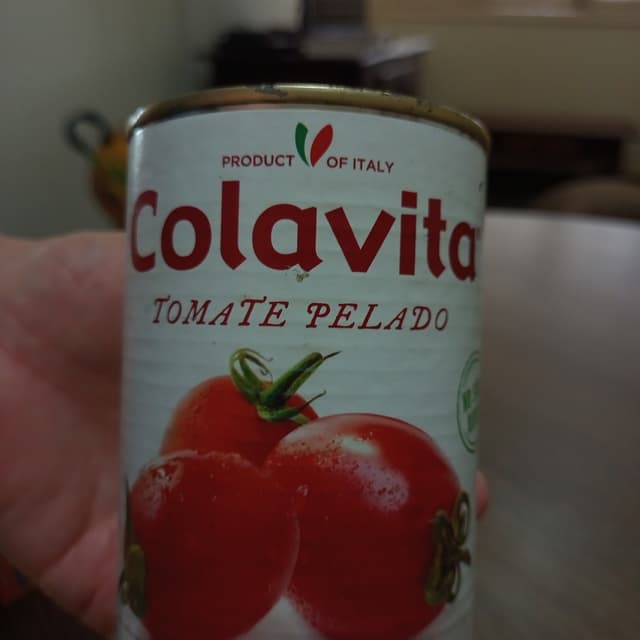 PRODUCT OF ITALY
Colavita
TOMATE PELADO